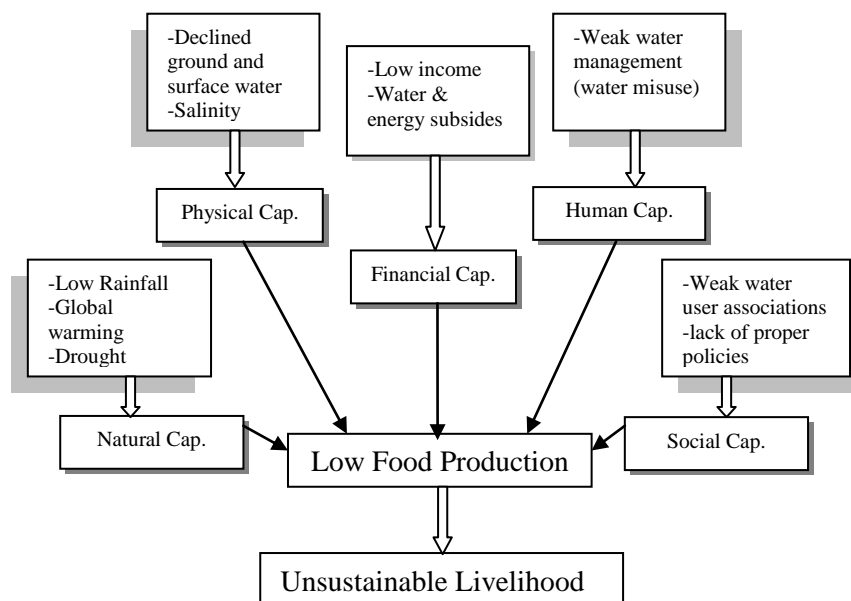 -Declined
ground and
surface water
-Salinity
-Low income
-Water &
energy subsides
-Weak water
management
(water misuse)
Physical Cap.
Financial Cap.
Human Cap.
-Low Rainfall
-Global
warming
-Drought
-Weak water
user associations
-lack of proper
policies
Natural Cap.
Low Food Production
Social Cap.
Unsustainable Livelihood